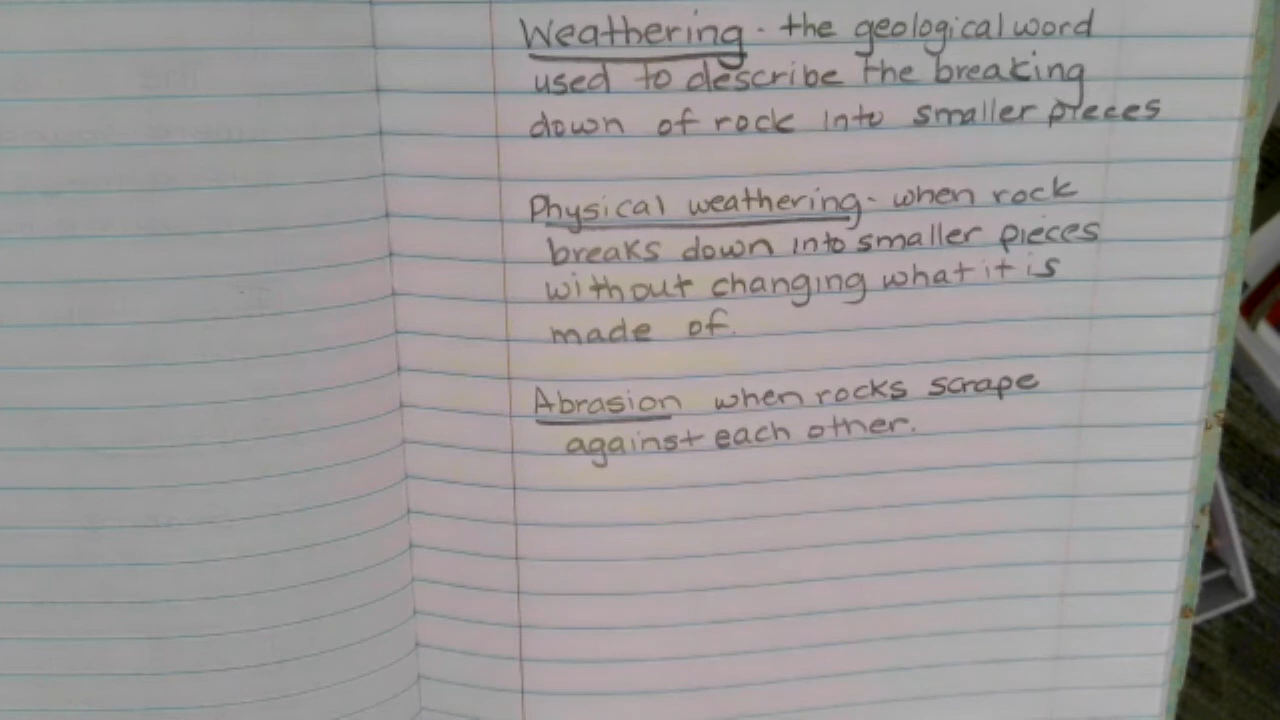 Weathering - the geological word
used to describe the breaking
down of rock into smaller pieces
Physical weathering - when rock
breaks down into smaller pieces
without changing what it is
made of.
Abrasion when rocks scrape
against each other.